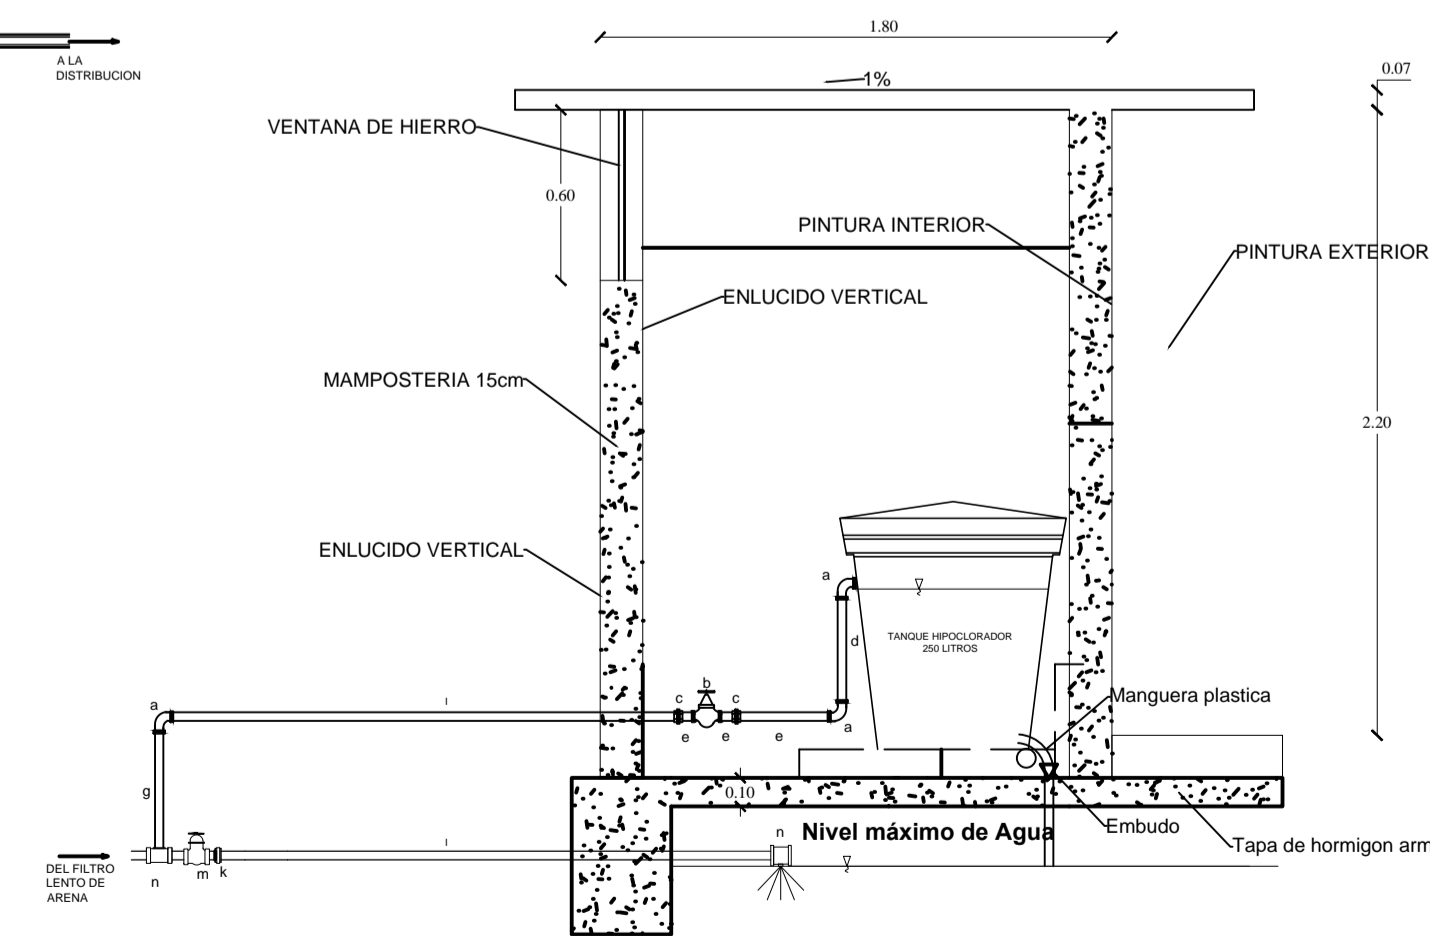 1.80
A LA
DISTRIBUCION
1%
0.07
VENTANA DE HIERRO
0.60
PINTURA INTERIOR
PINTURA EXTERIOR
ENLUCIDO VERTICAL
MAMPOSTERIA 15cm
2.20
ENLUCIDO VERTICAL
a
d
TANQUE HIPOCLORADOR
250 LITROS
b
c
c
a
l
Manguera plastica
a
e
e
e
g
0.10
Nivel máximo de Agua
Embudo
n
l
Tapa de hormigon arm
DEL FILTRO
LENTO DE
ARENA
n
m
k